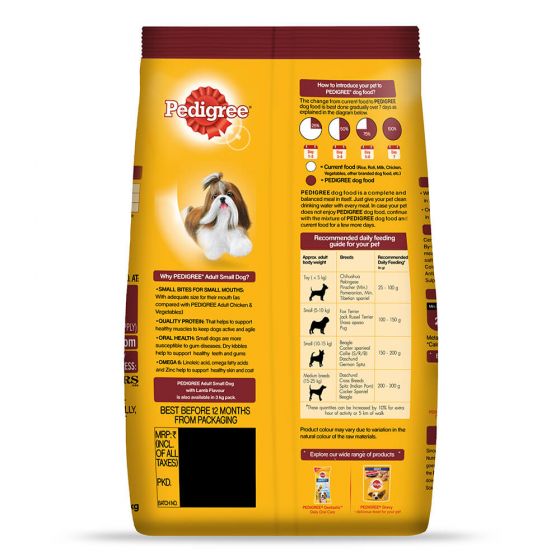 Pedigree
Why PEDIGREE® Adult Small Dog?
• SMALL BITES FOR SMALL MOUTHS:
With adequate size for their mouth (as
compared with PEDIGREE Adult Chicken &
Vegetables)
• QUALITY PROTEIN: That helps to support
healthy muscles to keep dogs active and agile
• ORAL HEALTH: Small dogs are more
susceptible to gum diseases. Dry kibbles
help to support healthy teeth and gums
• OMEGA & Linoleic acid, omega fatty acids
and Zinc help to support healthy skin and coat
PEDIGREE Adult Small Dog
with Lamb Flavour
is also available in 3 kg pack.
BEST BEFORE 12 MONTHS
FROM PACKAGING
MRP:₹
(INCL.
OF ALL
TAXES)
PKD.
BATCH NO.
How to introduce your pet to
PEDIGREE® dog food?
The change from current food to PEDIGREE
dog food is best done gradually over 7 days as
explained in the diagram below.
25% 50% 75% 100%
Day Day Day Day
1-2 3-4 5-6 7
Current food (Rice, Roti, Milk, Chicken,
Vegetables, other branded dog food, etc.)
• PEDIGREE dog food
PEDIGREE dog food is a complete and
balanced meal in itself. Just give your pet clean
drinking water with every meal. In case your pet
does not enjoy PEDIGREE dog food, continue
with the mixture of PEDIGREE dog food and
current food for a few more days.
Recommended daily feeding
guide for your pet
Approx. adult body weight Breeds Recommended Daily Feeding* (in g)
Toy (< 5 kg) Chihuahua 25 - 100 g
Pekingese
Pinscher (Min.)
Pomeranian, Min.
Tibetan spaniel
Small (5-10 kg) Fox Terrier 100 - 150 g
Jack Russel Terrier
Lhasa apsoo
Pug
Small (10-15 kg) Beagle 150 - 200 g
Cocker spanieal
Collie (S/R/B)
Daschund
German Spitz
Medium breeds Daschund 200 - 300 g
(15-25 kg) Cross Breeds
Spitz (Indian Pom)
Cocker Spaniel
Beagle
*These quantities can be increased by 10% for extra
hour of activity or 5 km of walk
Product colour may vary due to variation in the
natural colour of the raw materials.
Explore our wide range of products
PEDIGREE® Dentastix™
Daily Oral Care
PEDIGREE® Gravy
- delicious treat for your pet